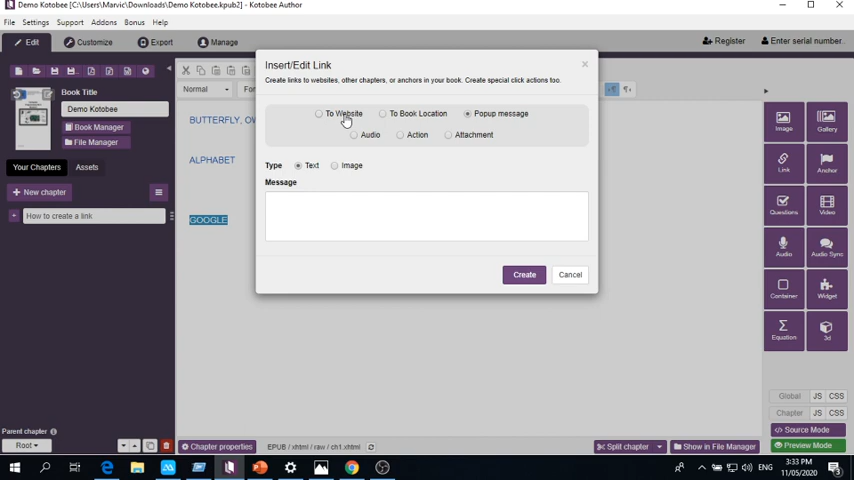 Demo Kotobee [C:\Users\Marvic\Downloads\Demo Kotobee.kpub2] - Kotobee Author
File Settings Support Addons Bonus Help
Edit Customize Export Manage Register Enter serial number..
Insert/Edit Link
Create links to websites, other chapters, or anchors in your book. Create special click actions too.
Book Title
Demo Kotobee
Book Manager
File Manager
Normal
BUTTERFLY, OW
To Website To Book Location Popup message
Audio Action Attachment
Image Gallery
Your Chapters Assets
ALPHABET
Type Text Image
Link Anchor
Message
+ New chapter
How to create a link
GOOGLE
Questions Video
Audio Audio Sync
Create Cancel
Container Widget
Equation 3d
Global JS CSS
Chapter JS CSS
Parent chapter
Root
Source Mode
Chapter properties EPUB / xhtml / raw / ch1.xhtml Split chapter Show in File Manager Preview Mode
ENG 3:33 PM
11/05/2020
3